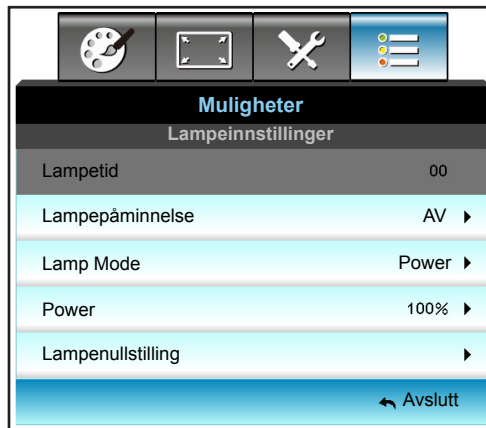 Muligheter
Lampeinnstillinger
Lampetid 00
Lampepåminnelse AV
Lamp Mode Power
Power 100%
Lampenullstilling
Avslutt